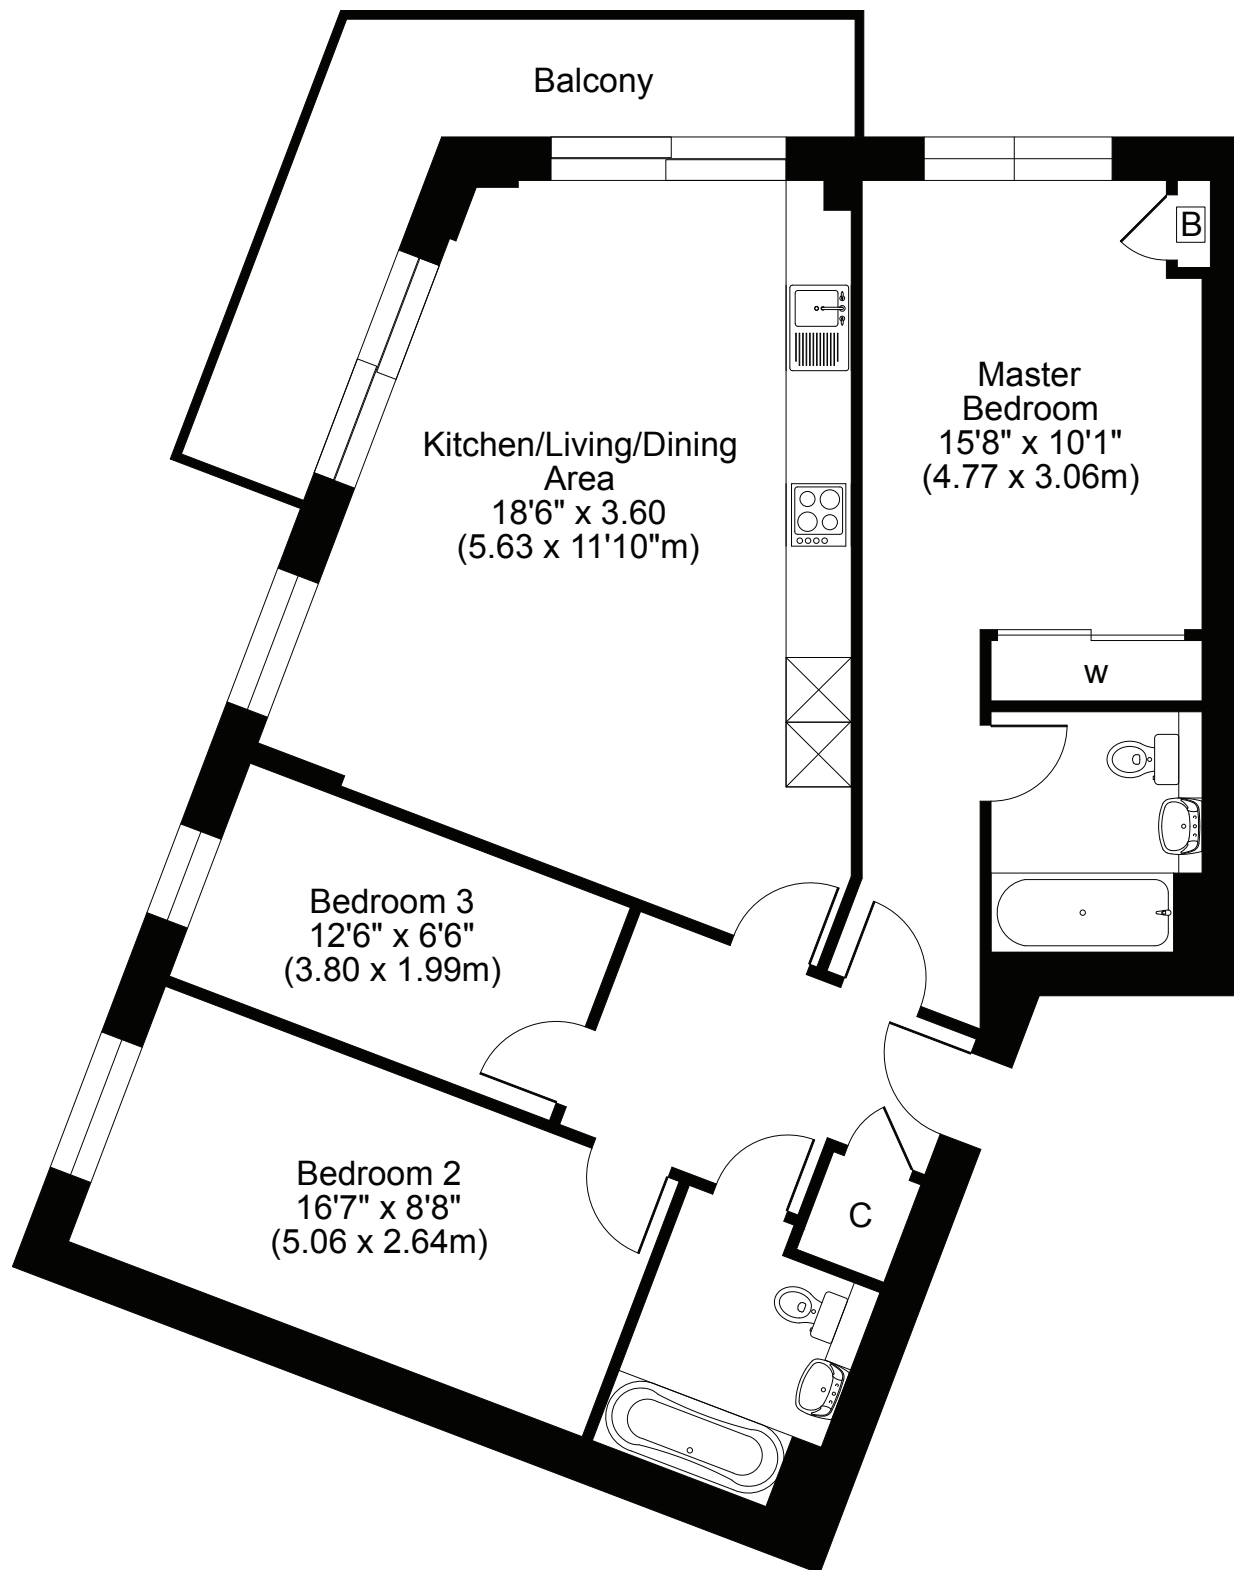 Balcony
B
Master
Bedroom
15'8" x 10'1"
(4.77 x 3.06m)
Kitchen/Living/Dining
Area
18'6" x 3.60
(5.63 x 11'10"m)
w
Bedroom 3
12'6" x 6'6"
(3.80 x 1.99m)
Bedroom 2
16'7" x 8'8"
(5.06 x 2.64m)
C